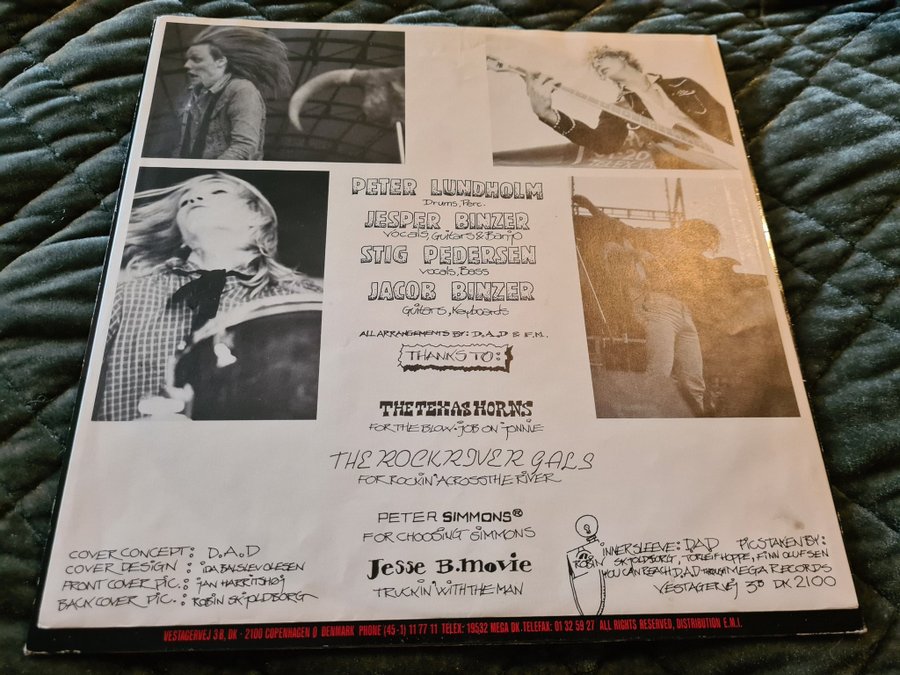 PETER LUNDHOLM
Drums, Perc.
JESPER BINZER
Vocals, Guitars & Banjo
STIG PEDERSEN
Vocals, Bass
JACOB BINZER
Guitars, Keyboards
ALL ARRANGEMENTS BY: D.A.D & F.M.
THANKS TO:
THE TEXAS HORNS
FOR THE BLOW-JOB ON "JONNIE
THE ROCKRIVER GALS
FOR ROCKIN' ACROSS THE RIVER
PETER SIMMONS®
FOR CHOOSING SIMMONS
Jesse B. movie
TRUCKIN' WITH THE MAN
COVER CONCEPT: D.A.D
COVER DESIGN: IDA BALSLEV OLESEN
FRONT COVER PIC.: JAN HARRITSHØJ
BACK COVER PIC.: ROBIN SKJOLDBORG
INNERSLEEVE: D.A.D PICS TAKEN BY:
ROBIN SKJOLDBORG, TORLEIF HOPPE, FINN OLUFSEN
YOU CAN REACH D.A.D THROUGH MEGA RECORDS
VESTAGERVEJ 3B DK 2100
VESTAGERVEJ 3B, DK - 2100 COPENHAGEN Ø DENMARK PHONE (45-1) 11 77 11 TELEX: 19532 MEGA DK. TELEFAX: 01 32 59 27 ALL RIGHTS RESERVED, DISTRIBUTION E.M.I.